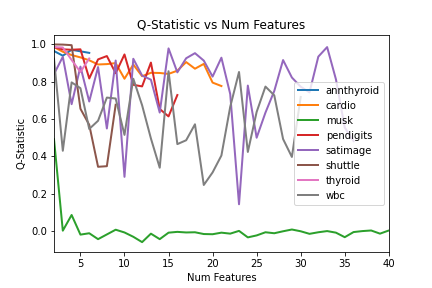 Q-Statistic vs Num Features
Q-Statistic
1.0
0.8
0.6
0.4
0.2
0.0
annthyroid
cardio
musk
pendigits
satimage
shuttle
thyroid
wbc
5 10 15 20 25 30 35 40
Num Features